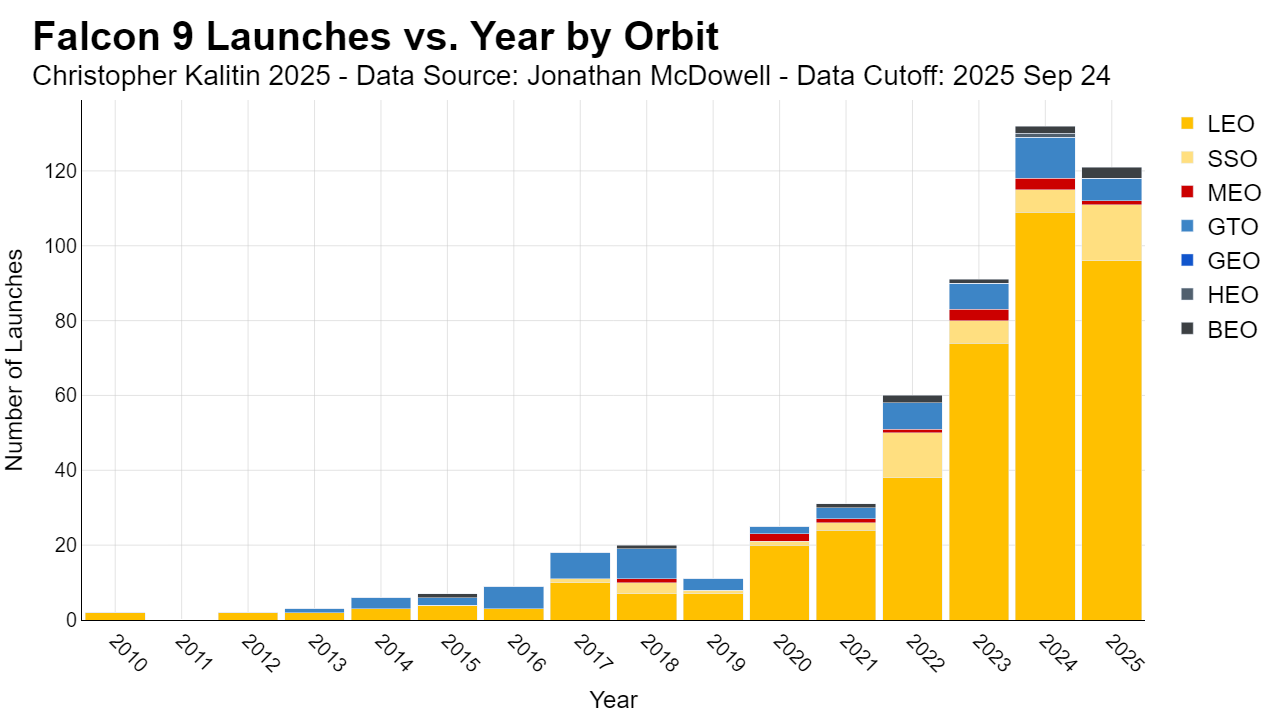 Falcon 9 Launches vs. Year by Orbit
Christopher Kalitin 2025 - Data Source: Jonathan McDowell - Data Cutoff: 2025 Sep 24
LEO
SSO
MEO
GTO
GEO
HEO
BEO
Number of Launches
120
100
80
60
40
20
0
2010 2011 2012 2013 2014 2015 2016 2017 2018 2019 2020 2021 2022 2023 2024 2025
Year